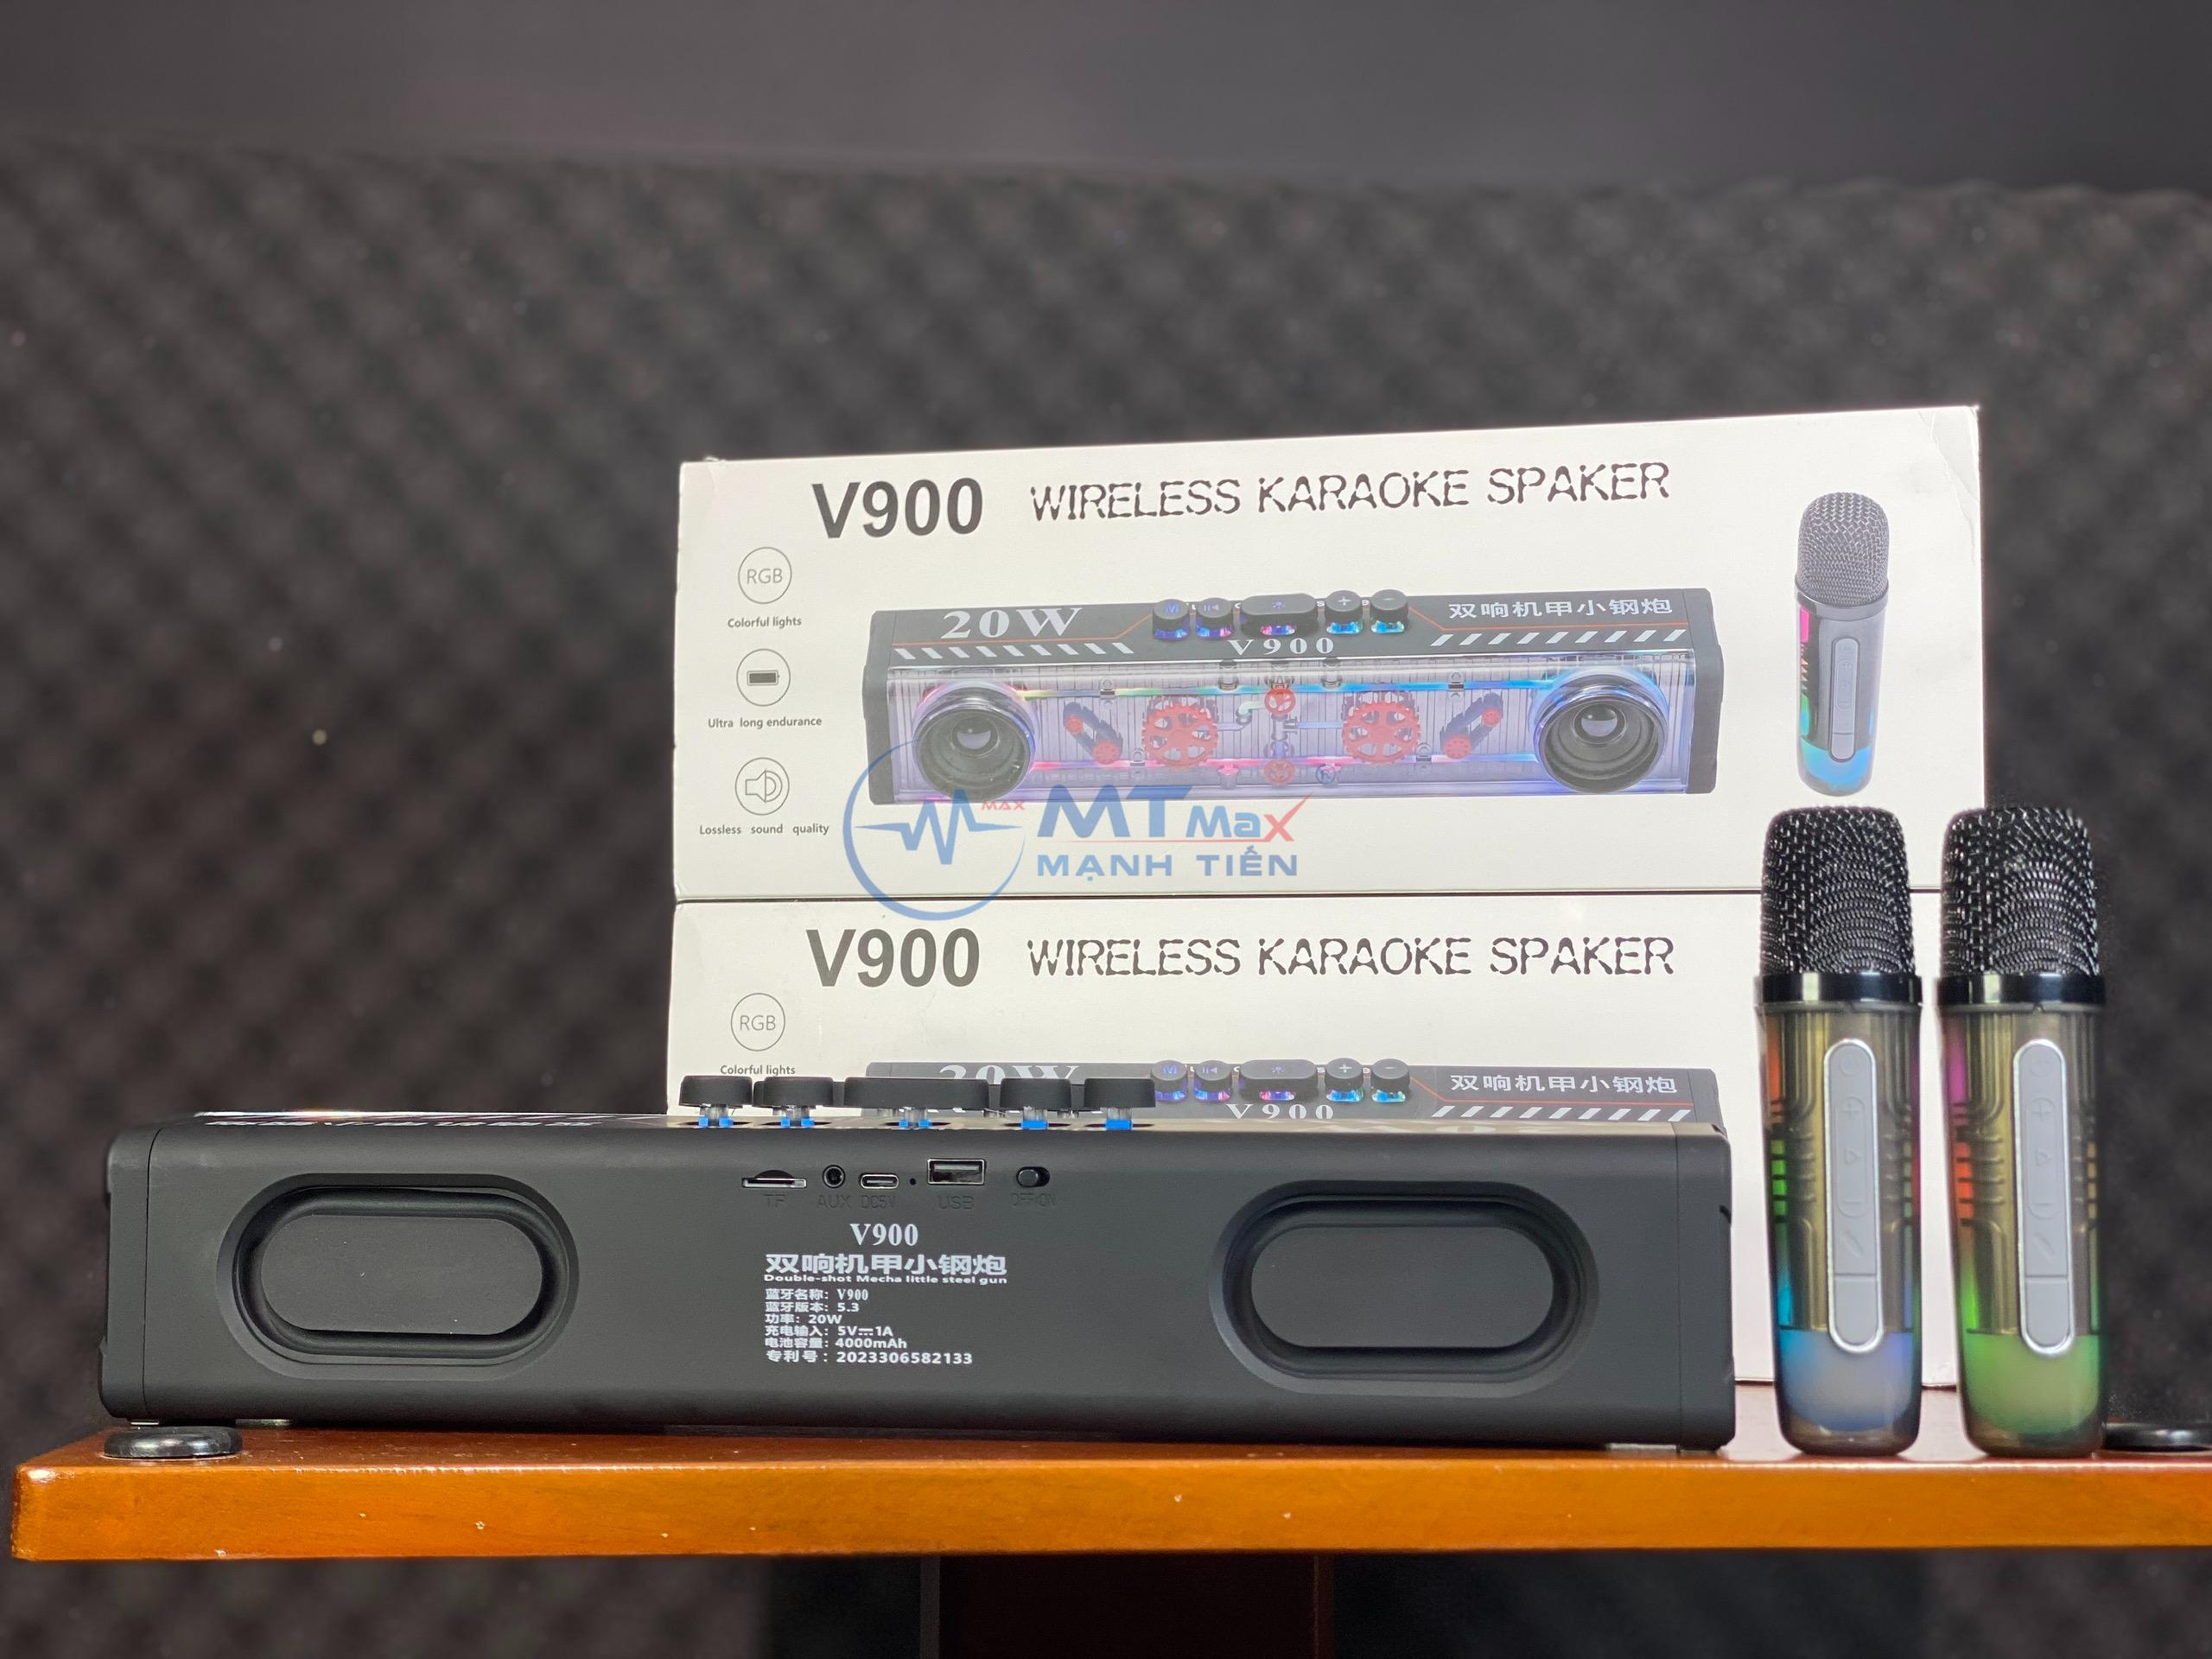 V900 WIRELESS KARAOKE SPAKER
RGB
Colorful lights
Ultra long endurance
Lossless sound quality
20W
V900
双响机甲小钢炮
MAX
MTMax
MẠNH TIẾN
V900 WIRELESS KARAOKE SPAKER
RGB
Colorful lights
20W
V900
双响机甲小钢炮
TF AUX DC5V USB OFF/ON
V900
双响机甲小钢炮
Double-shot Mecha little steel gun
蓝牙名称：V900
蓝牙版本：5.3
功率：20W
充电输入：5V⎓1A
电池容量：4000mAh
专利号：2023306582133